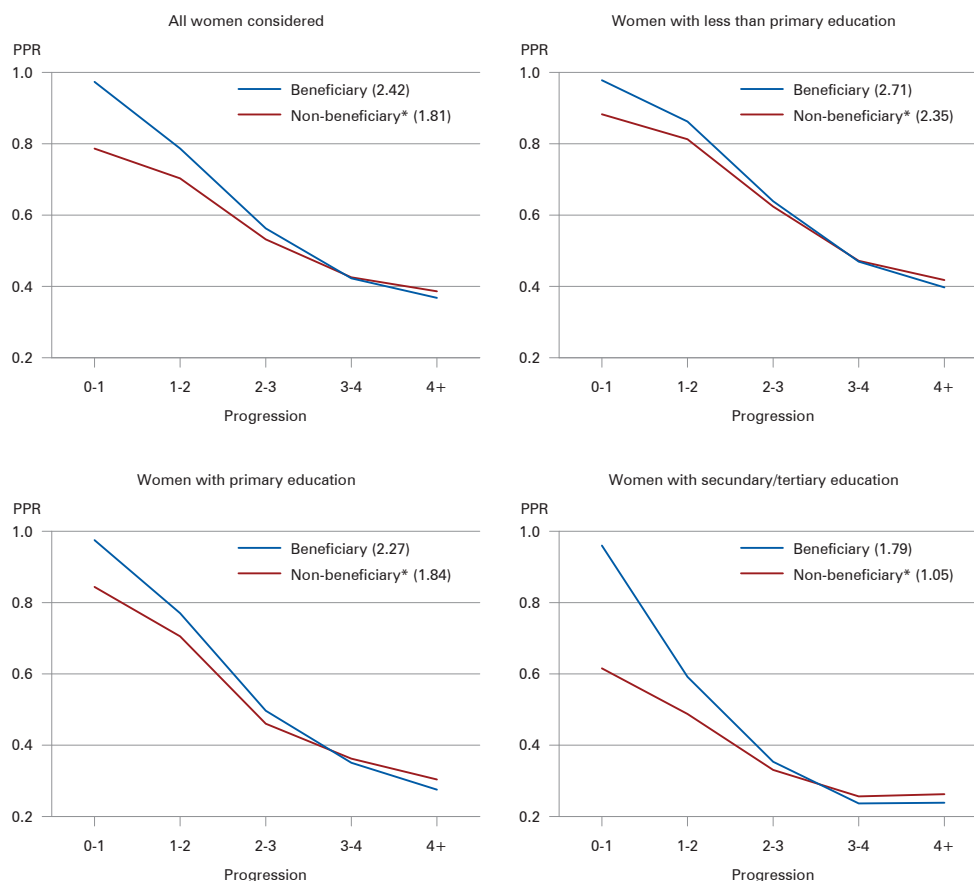 All women considered
PPR
1.0
0.8
0.6
0.4
0.2
Beneficiary (2.42)
Non-beneficiary* (1.81)
0-1 1-2 2-3 3-4 4+
Progression
Women with less than primary education
PPR
1.0
0.8
0.6
0.4
0.2
Beneficiary (2.71)
Non-beneficiary* (2.35)
0-1 1-2 2-3 3-4 4+
Progression
Women with primary education
PPR
1.0
0.8
0.6
0.4
0.2
Beneficiary (2.27)
Non-beneficiary* (1.84)
0-1 1-2 2-3 3-4 4+
Progression
Women with secundary/tertiary education
PPR
1.0
0.8
0.6
0.4
0.2
Beneficiary (1.79)
Non-beneficiary* (1.05)
0-1 1-2 2-3 3-4 4+
Progression